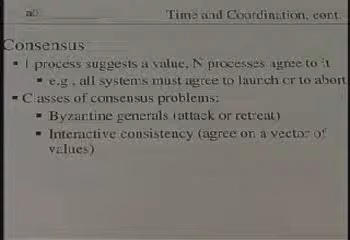 Time and Coordination, cont.
Consensus
▪ 1 process suggests a value, N processes agree to it
▪ e.g., all systems must agree to launch or to abort
▪ Classes of consensus problems:
▪ Byzantine generals (attack or retreat)
▪ Interactive consistency (agree on a vector of
values)